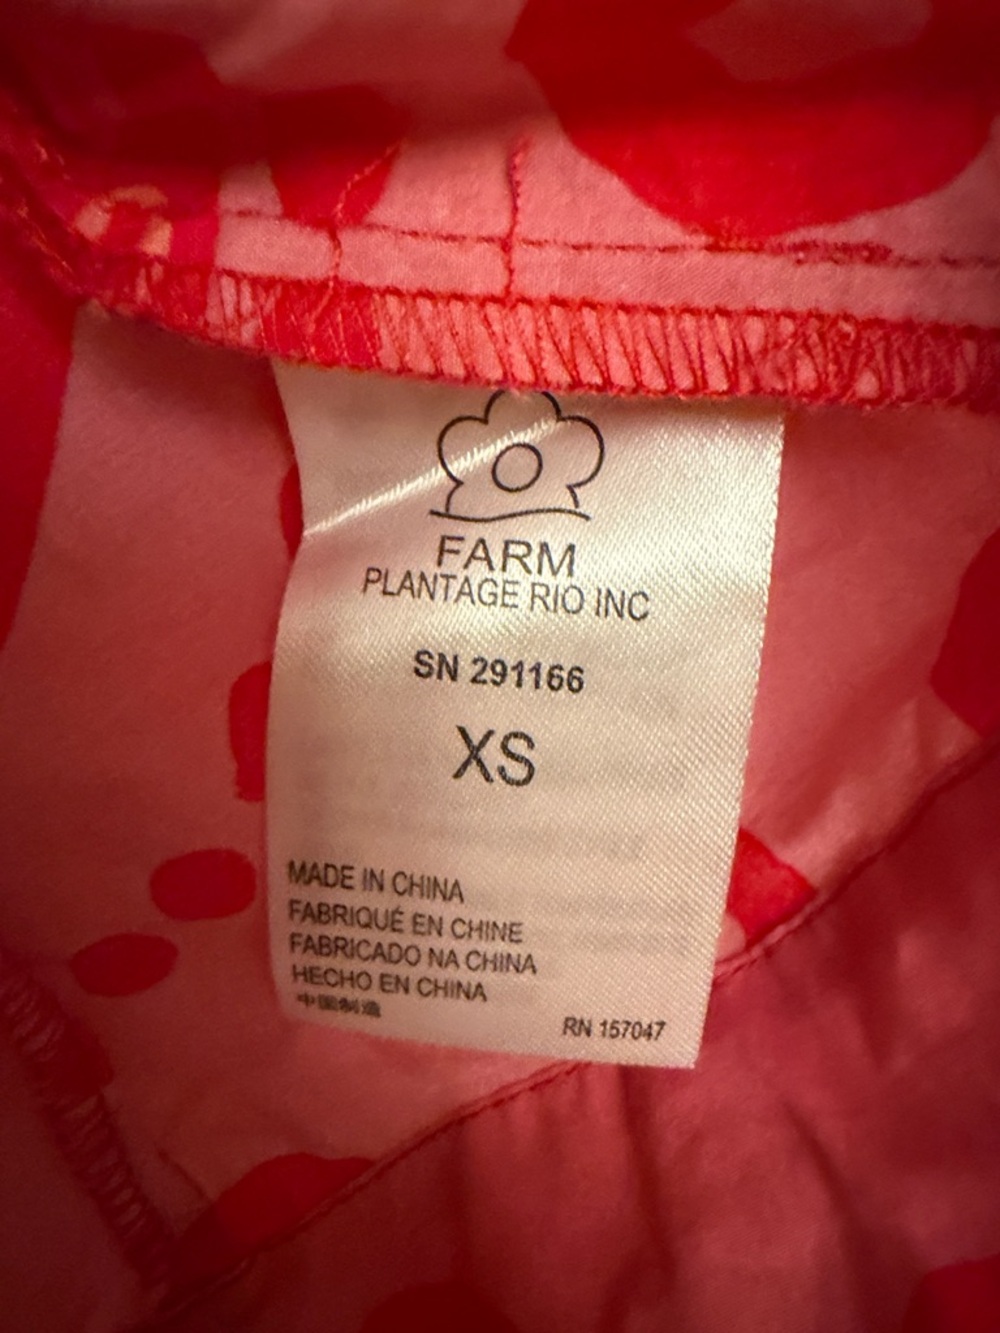 FARM
PLANTAGE RIO INC
SN 291166
XS
MADE IN CHINA
FABRIQUÉ EN CHINE
FABRICADO NA CHINA
HECHO EN CHINA
中国制造
RN 157047